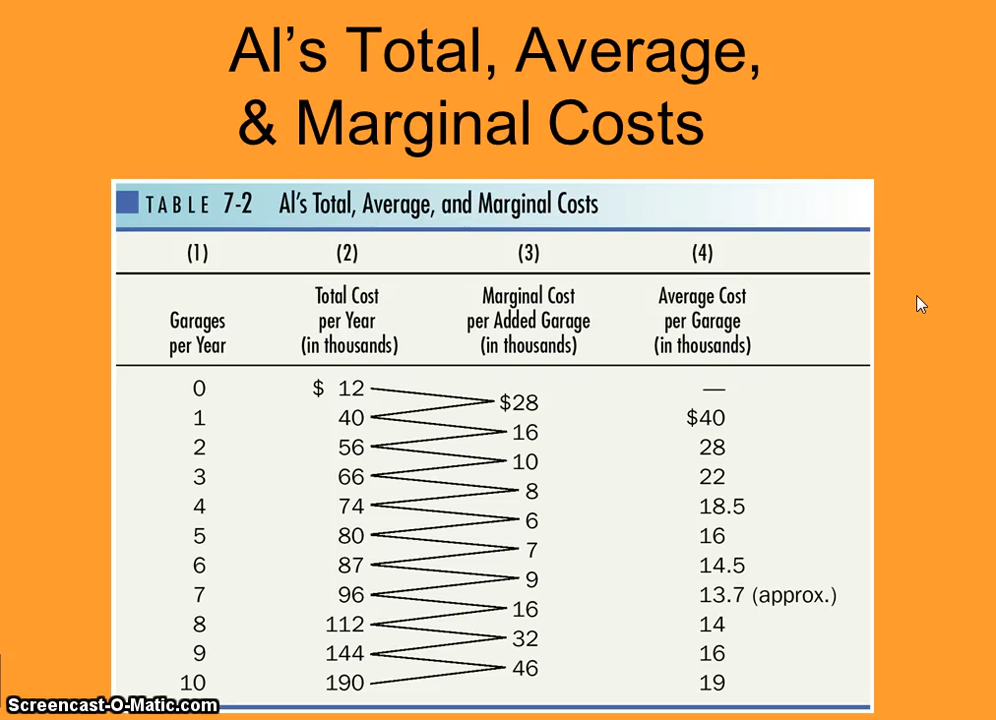 Al’s Total, Average,
& Marginal Costs
TABLE 7-2 Al’s Total, Average, and Marginal Costs
(1) (2) (3) (4)
Total Cost Marginal Cost Average Cost
Garages per Year per Added Garage per Garage
per Year (in thousands) (in thousands) (in thousands)
0 $ 12 —
$28
1 40 $40
16
2 56 28
10
3 66 22
8
4 74 18.5
6
5 80 16
7
6 87 14.5
9
7 96 13.7 (approx.)
16
8 112 14
32
9 144 16
46
10 190 19
Screencast-O-Matic.com